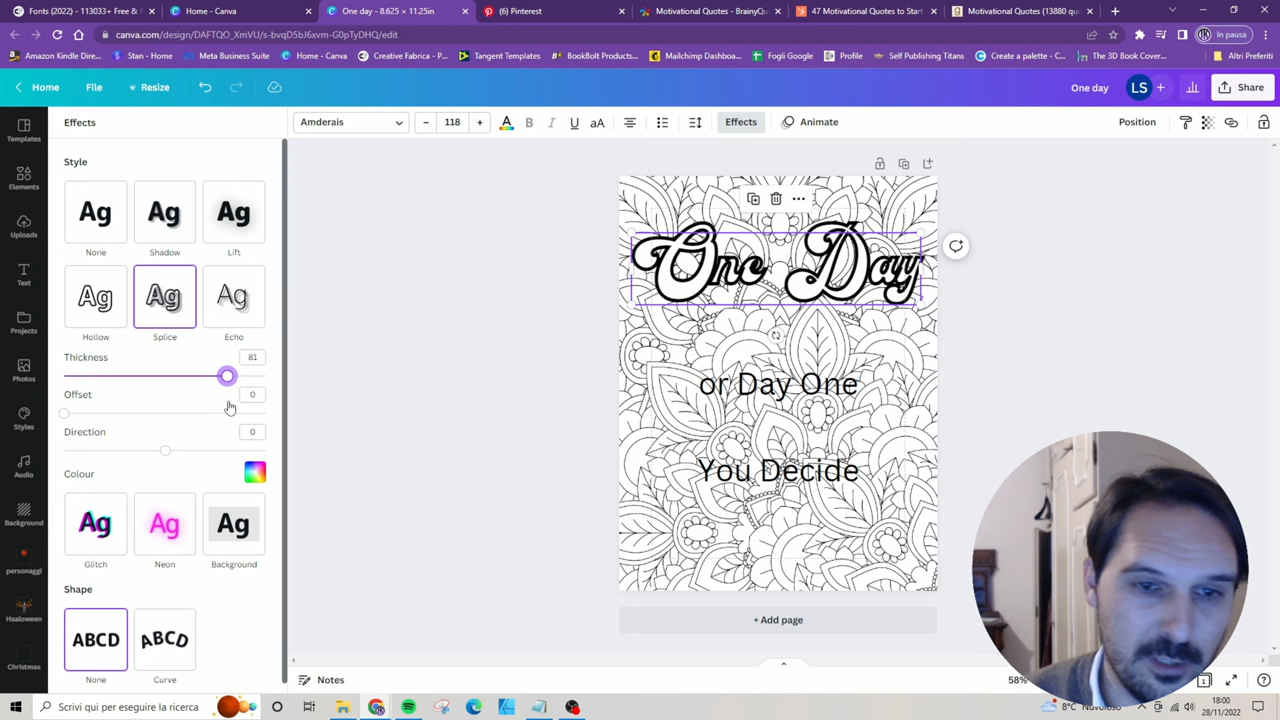 Fonts (2022) - 113033+ Free &
Home - Canva
One day - 8.625 × 11.25in
(6) Pinterest
Motivational Quotes - BrainyQ
47 Motivational Quotes to Start
Motivational Quotes (13880 qu
In pausa
canva.com/design/DAFTQO_XmVU/s-bvqD5bJ6xvm-G0pTyDHQ/edit
Amazon Kindle Direc
Stan - Home
Meta Business Suite
Home - Canva
Creative Fabrica - P...
Tangent Templates
BookBolt Products...
Mailchimp Dashbo...
Fogli Google
Profile
Self Publishing Titans
Create a palette - C...
The 3D Book Cover...
Altri Preferiti
Home
File
Resize
One day
LS
Share
Templates
Elements
Uploads
Text
Projects
Photos
Styles
Audio
Background
personaggi
Haaloween
Christmas
Effects
Amderais
118
B
I
U
aA
Effects
Animate
Position
Style
Ag
Ag
Ag
None
Shadow
Lift
Ag
Ag
Ag
Hollow
Splice
Echo
Thickness
81
Offset
0
Direction
0
Colour
Ag
Ag
Ag
Glitch
Neon
Background
Shape
ABCD
ABCD
None
Curve
One Day
or Day One
You Decide
+ Add page
Notes
58%
1
Scrivi qui per eseguire la ricerca
8°C Nuvoloso
18:00
28/11/2022